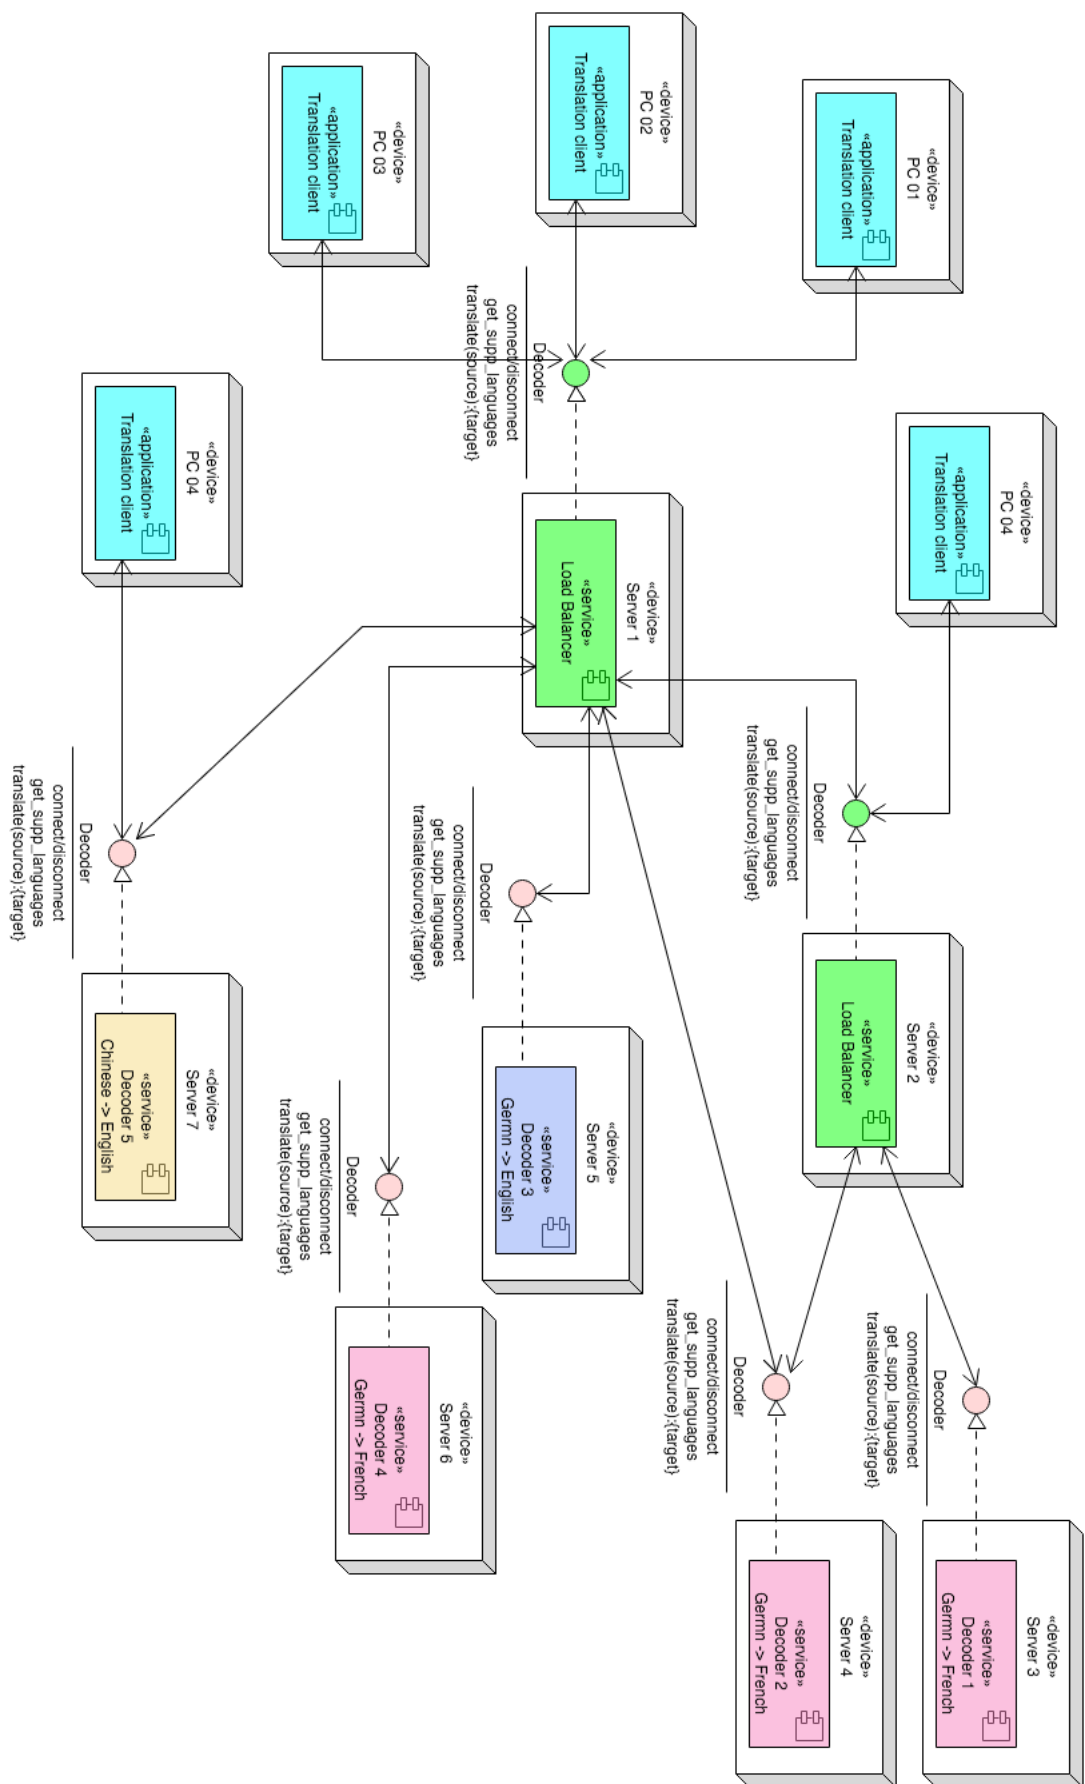 «device»
PC 04
«application»
Translation client
«device»
PC 01
«application»
Translation client
«device»
PC 02
«application»
Translation client
«device»
PC 03
«application»
Translation client
«device»
PC 04
«application»
Translation client
Decoder
connect/disconnect
get_supp_languages
translate(source):{target}
«device»
Server 1
«service»
Load Balancer
Decoder
connect/disconnect
get_supp_languages
translate(source):{target}
«device»
Server 2
«service»
Load Balancer
Decoder
connect/disconnect
get_supp_languages
translate(source):{target}
«device»
Server 3
«service»
Decoder 1
Germn -> French
Decoder
connect/disconnect
get_supp_languages
translate(source):{target}
«device»
Server 4
«service»
Decoder 2
Germn -> French
Decoder
connect/disconnect
get_supp_languages
translate(source):{target}
«device»
Server 5
«service»
Decoder 3
Germn -> English
Decoder
connect/disconnect
get_supp_languages
translate(source):{target}
«device»
Server 6
«service»
Decoder 4
Germn -> French
Decoder
connect/disconnect
get_supp_languages
translate(source):{target}
«device»
Server 7
«service»
Decoder 5
Chinese -> English